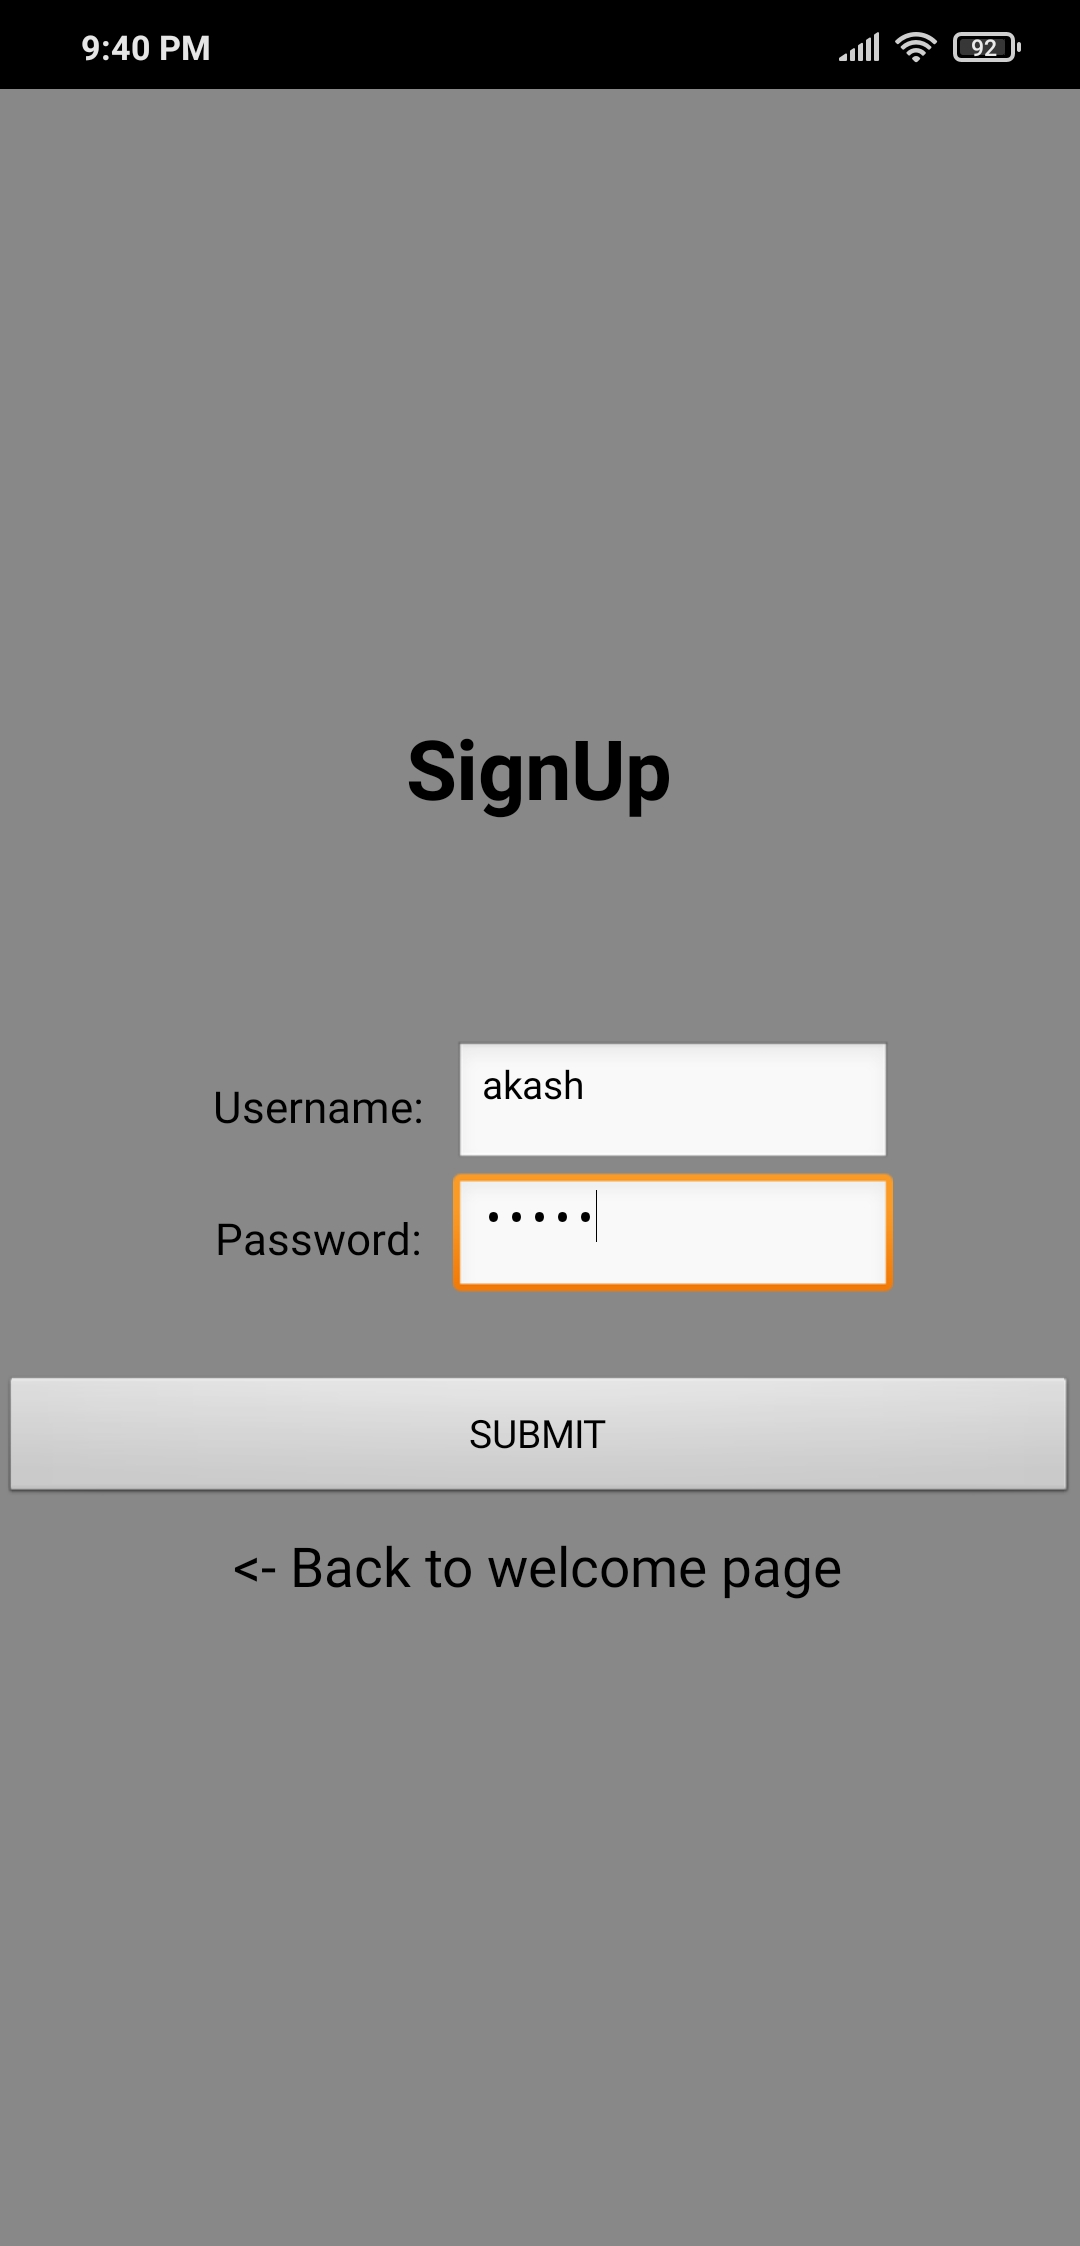 9:40 PM
92
SignUp
Username:
akash
Password:
•••••
SUBMIT
<- Back to welcome page